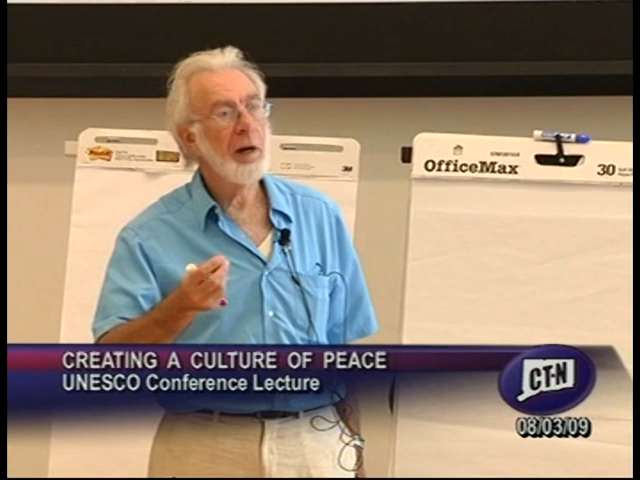 OfficeMax 30
3M
CREATING A CULTURE OF PEACE
UNESCO Conference Lecture
CT-N
08/03/09